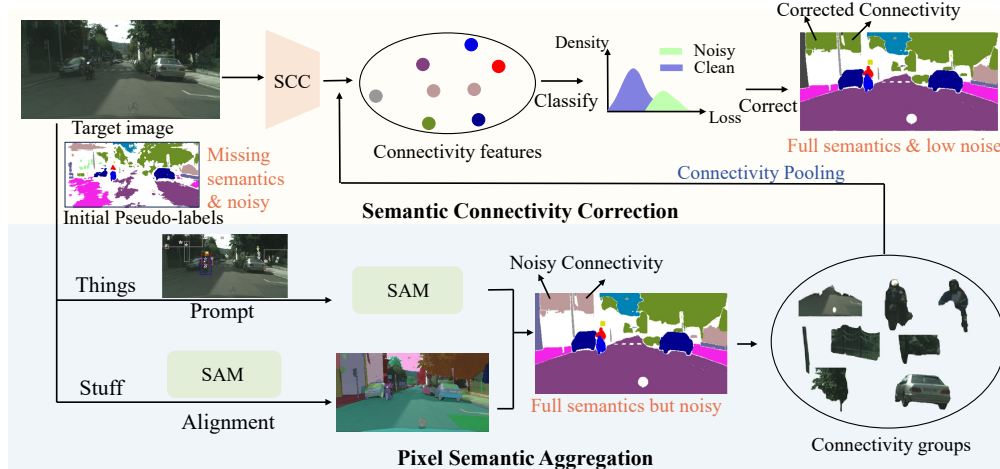 Target image
Missing
semantics
& noisy
Initial Pseudo-labels
SCC
Connectivity features
Classify
Density
Noisy
Clean
Loss
Correct
Corrected Connectivity
Full semantics & low noise
Connectivity Pooling
Semantic Connectivity Correction
Things
Prompt
SAM
Stuff
SAM
Alignment
Noisy Connectivity
Full semantics but noisy
Connectivity groups
Pixel Semantic Aggregation